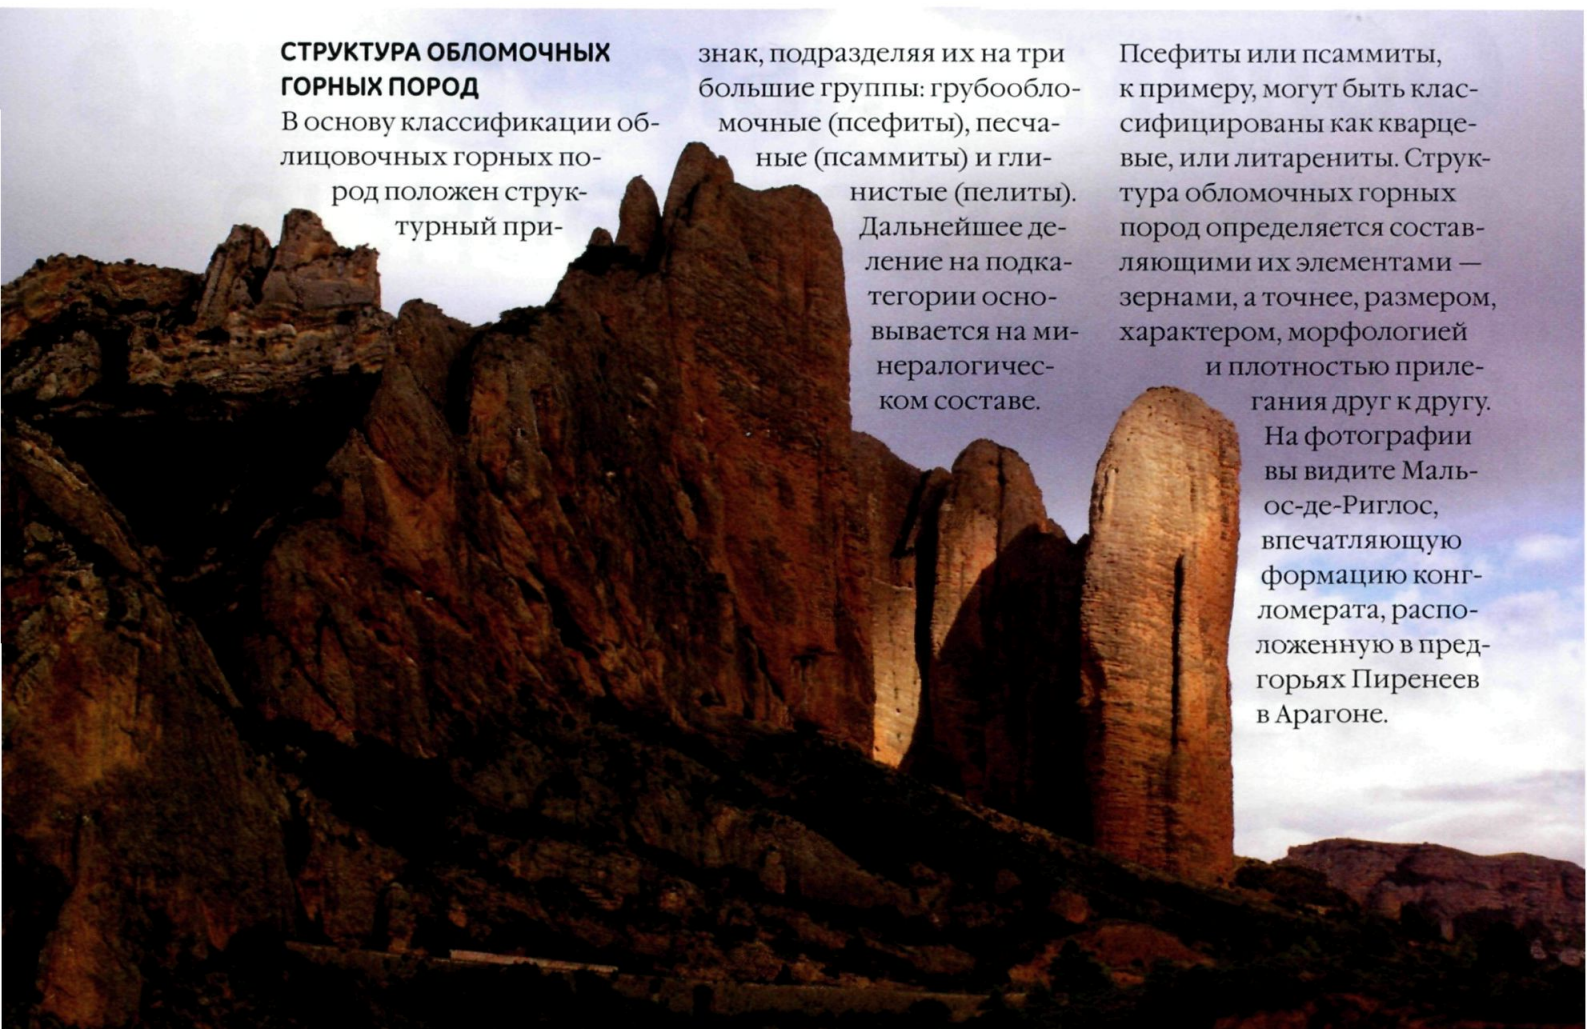 СТРУКТУРА ОБЛОМОЧНЫХ
ГОРНЫХ ПОРОД
В основу классификации об-
лицовочных горных по-
род положен струк-
турный при-
знак, подразделяя их на три
большие группы: грубообло-
мочные (псефиты), песча-
ные (псаммиты) и гли-
нистые (пелиты).
Дальнейшее де-
ление на подка-
тегории осно-
вывается на ми-
нералогичес-
ком составе.
Псефиты или псаммиты,
к примеру, могут быть клас-
сифицированы как кварце-
вые, или литарениты. Струк-
тура обломочных горных
пород определяется состав-
ляющими их элементами —
зернами, а точнее, размером,
характером, морфологией
и плотностью приле-
гания друг к другу.
На фотографии
вы видите Маль-
ос-де-Риглос,
впечатляющую
формацию конг-
ломерата, распо-
ложенную в пред-
горьях Пиренеев
в Арагоне.